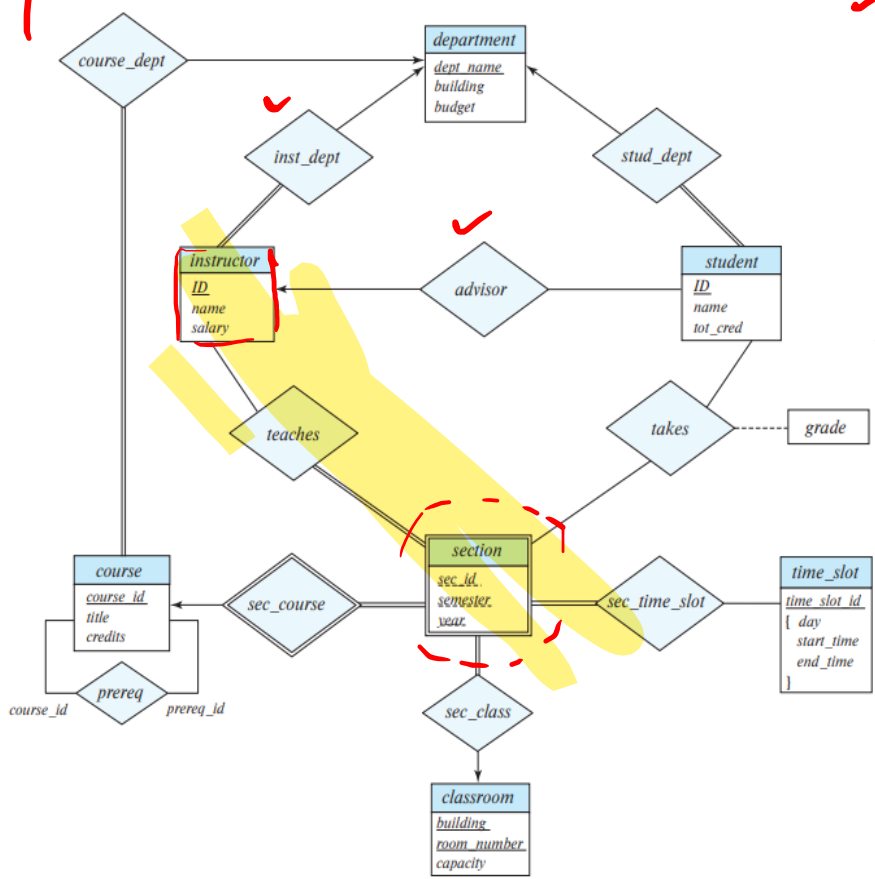 department
course_dept
dept_name
building
budget
inst_dept
stud_dept
instructor
ID
name
salary
advisor
student
ID
name
tot_cred
teaches
takes
grade
section
sec_id
semester
year
course
course_id
title
credits
sec_course
sec_time_slot
time_slot
time_slot_id
{ day
start_time
end_time
}
prereq
course_id
prereq_id
sec_class
classroom
building
room_number
capacity